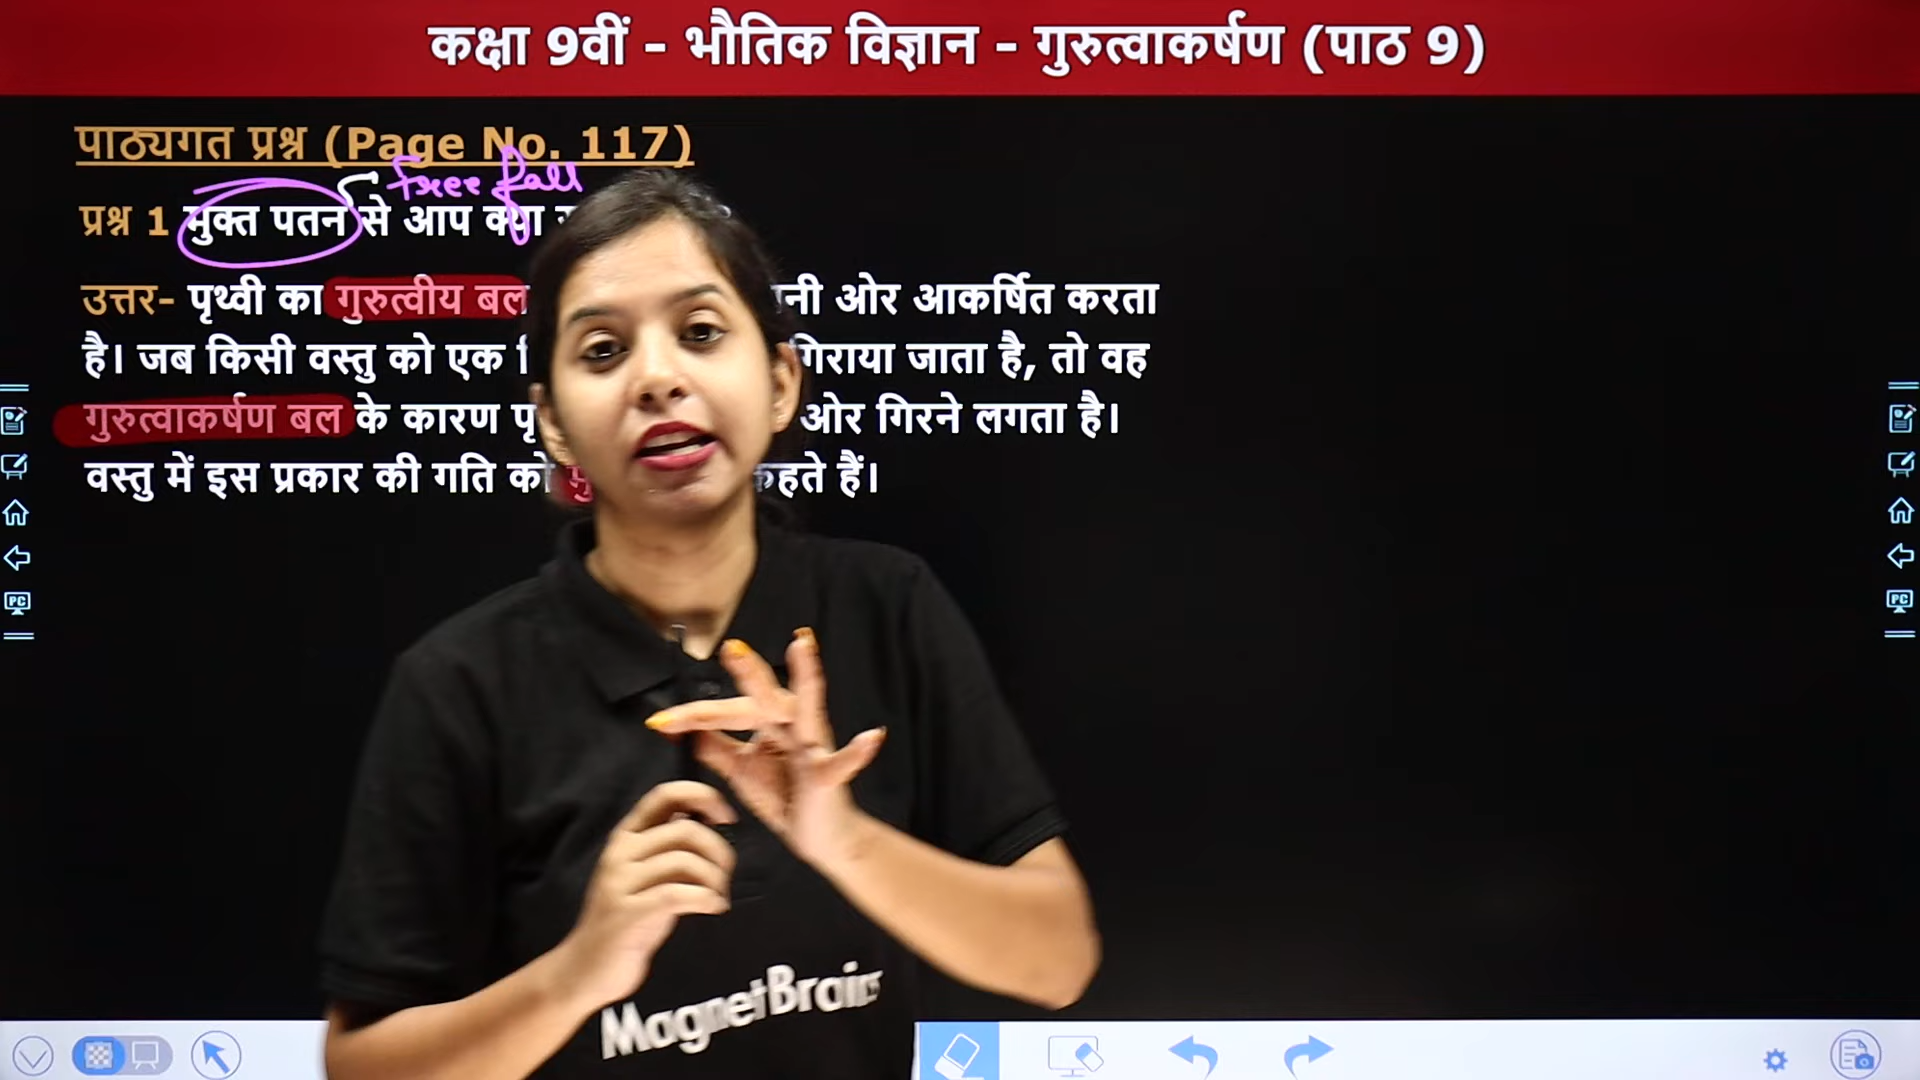 कक्षा 9वीं - भौतिक विज्ञान - गुरुत्वाकर्षण (पाठ 9)
पाठ्यगत प्रश्न (Page No. 117)
Free fall
प्रश्न 1 मुक्त पतन से आप क्या
उत्तर- पृथ्वी का गुरुत्वीय बल ओर आकर्षित करता
है। जब किसी वस्तु को एक गिराया जाता है, तो वह
गुरुत्वाकर्षण बल के कारण ओर गिरने लगता है।
वस्तु में इस प्रकार की गति को कहते हैं।
MagnetBrains
PC
PC